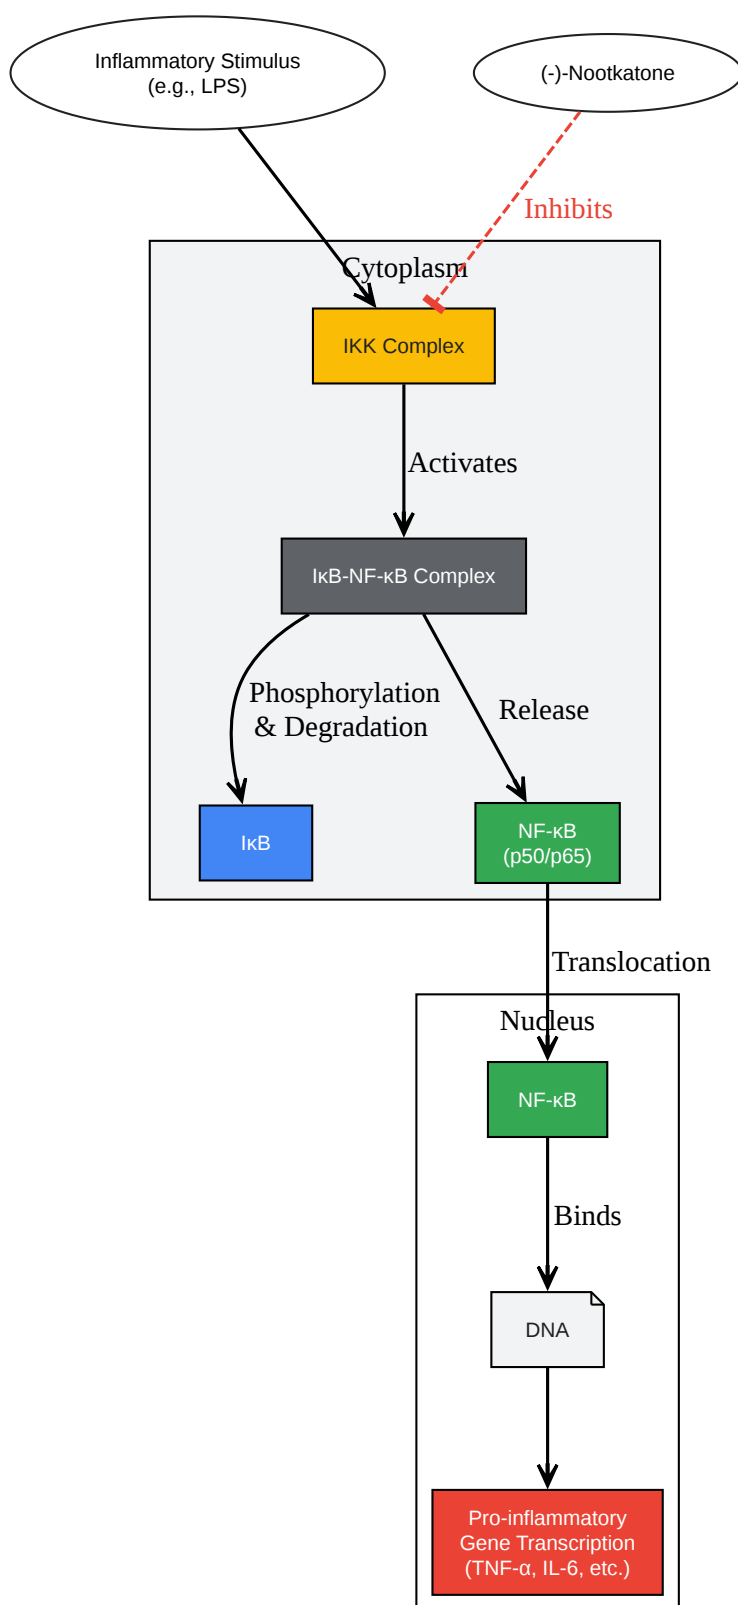 Inflammatory Stimulus
(e.g., LPS)
(-)-Nootkatone
Inhibits
Cytoplasm
IKK Complex
Activates
IκB-NF-κB Complex
Phosphorylation
& Degradation
Release
IκB
NF-κB
(p50/p65)
Translocation
Nucleus
NF-κB
Binds
DNA
Pro-inflammatory
Gene Transcription
(TNF-α, IL-6, etc.)